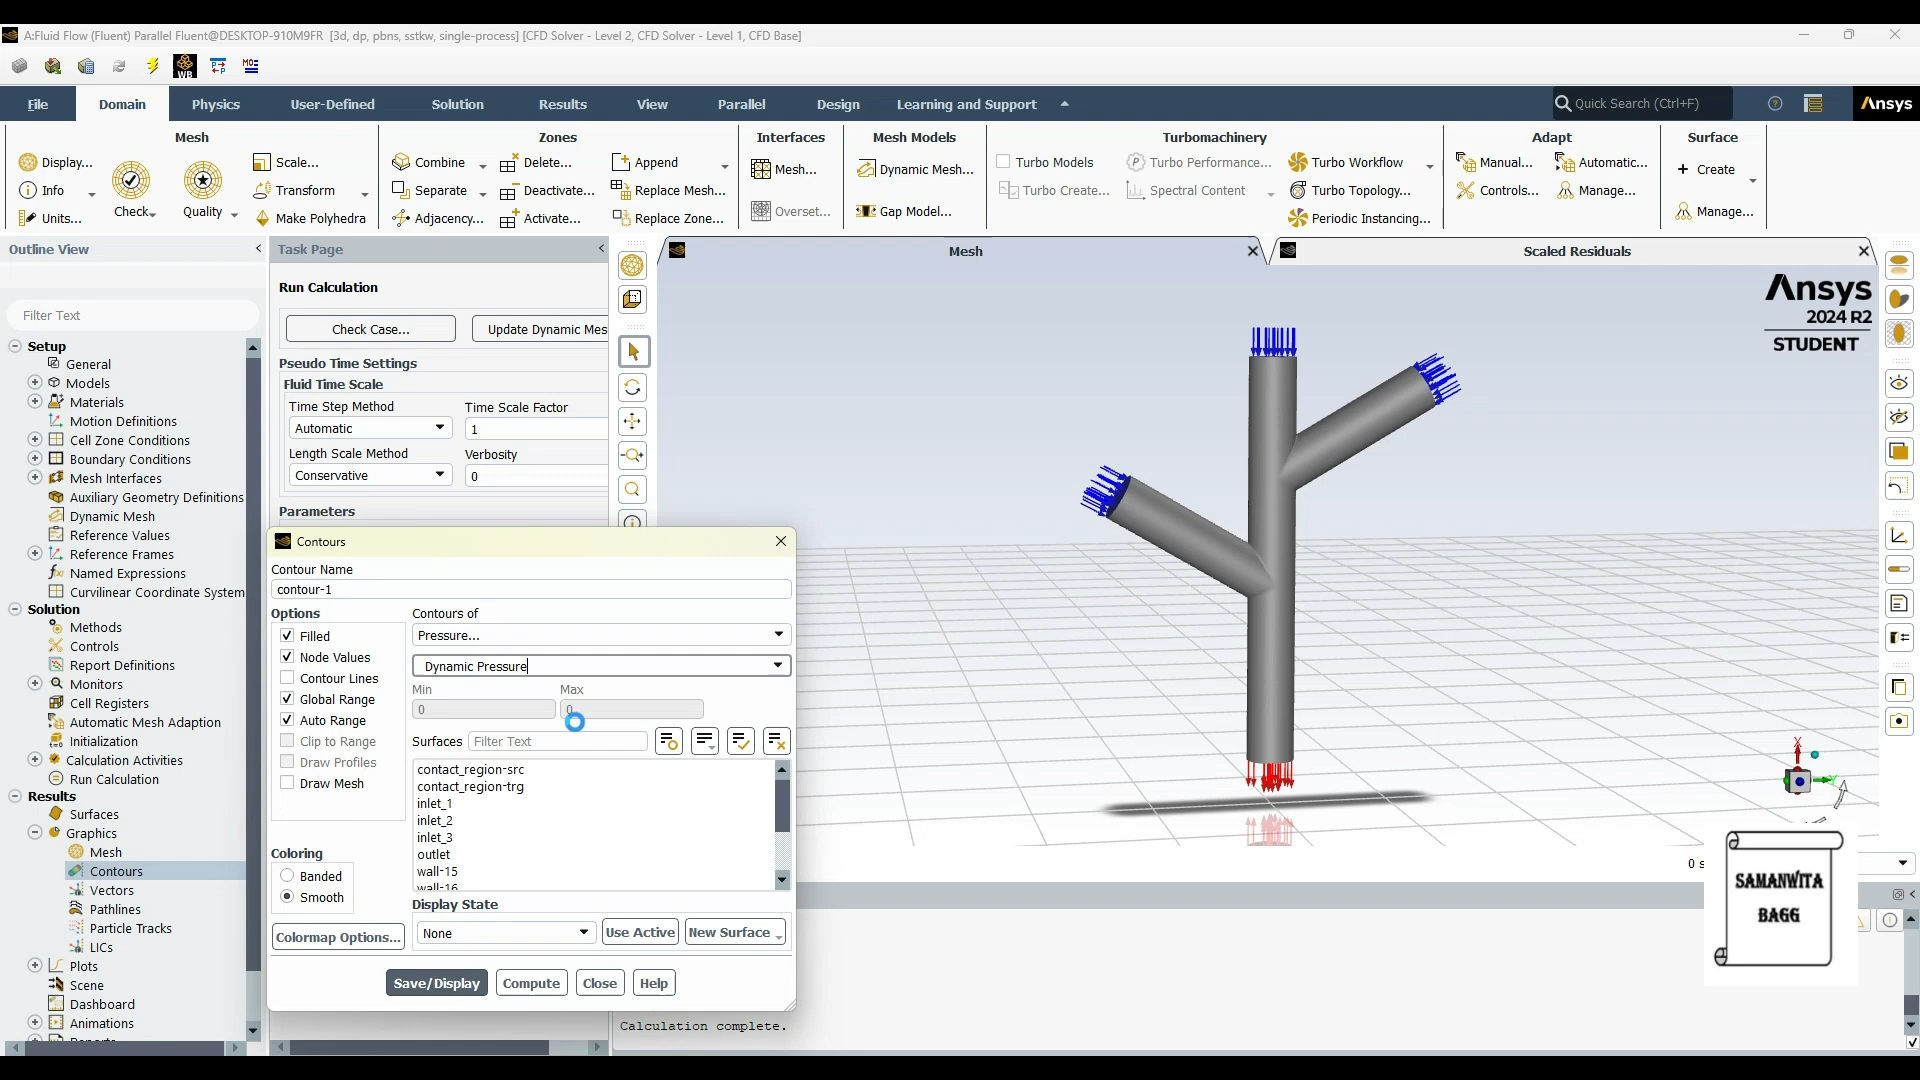 A:Fluid Flow (Fluent) Parallel Fluent@DESKTOP-910M9FR [3d, dp, pbns, sstkw, single-process] [CFD Solver - Level 2, CFD Solver - Level 1, CFD Base]
WB
File Domain Physics User-Defined Solution Results View Parallel Design Learning and Support Quick Search (Ctrl+F) Ansys
Mesh Zones Interfaces Mesh Models Turbomachinery Adapt Surface
Display... Check Quality Scale... Combine Delete... Append Mesh... Dynamic Mesh... Turbo Models Turbo Performance... Turbo Workflow Manual... Automatic... Create
Info Transform Separate Deactivate... Replace Mesh... Turbo Create... Spectral Content Turbo Topology... Controls... Manage...
Units... Make Polyhedra Adjacency... Activate... Replace Zone... Overset... Gap Model... Periodic Instancing... Manage...
Outline View
Filter Text
Setup
General
Models
Materials
Motion Definitions
Cell Zone Conditions
Boundary Conditions
Mesh Interfaces
Auxiliary Geometry Definitions
Dynamic Mesh
Reference Values
Reference Frames
Named Expressions
Curvilinear Coordinate System
Solution
Methods
Controls
Report Definitions
Monitors
Cell Registers
Automatic Mesh Adaption
Initialization
Calculation Activities
Run Calculation
Results
Surfaces
Graphics
Mesh
Contours
Vectors
Pathlines
Particle Tracks
LICs
Plots
Scene
Dashboard
Animations
Task Page
Run Calculation
Check Case... Update Dynamic Mes
Pseudo Time Settings
Fluid Time Scale
Time Step Method Time Scale Factor
Automatic 1
Length Scale Method Verbosity
Conservative 0
Parameters
Contours
Contour Name
contour-1
Options
Filled
Node Values
Contour Lines
Global Range
Auto Range
Clip to Range
Draw Profiles
Draw Mesh
Coloring
Banded
Smooth
Colormap Options...
Contours of
Pressure...
Dynamic Pressure
Min Max
0 0
Surfaces Filter Text
contact_region-src
contact_region-trg
inlet_1
inlet_2
inlet_3
outlet
wall-15
wall-16
Display State
None Use Active New Surface
Save/Display Compute Close Help
Mesh
Scaled Residuals
Ansys
2024 R2
STUDENT
X
Y
0 s
SAMANWITA
BAGG
Calculation complete.